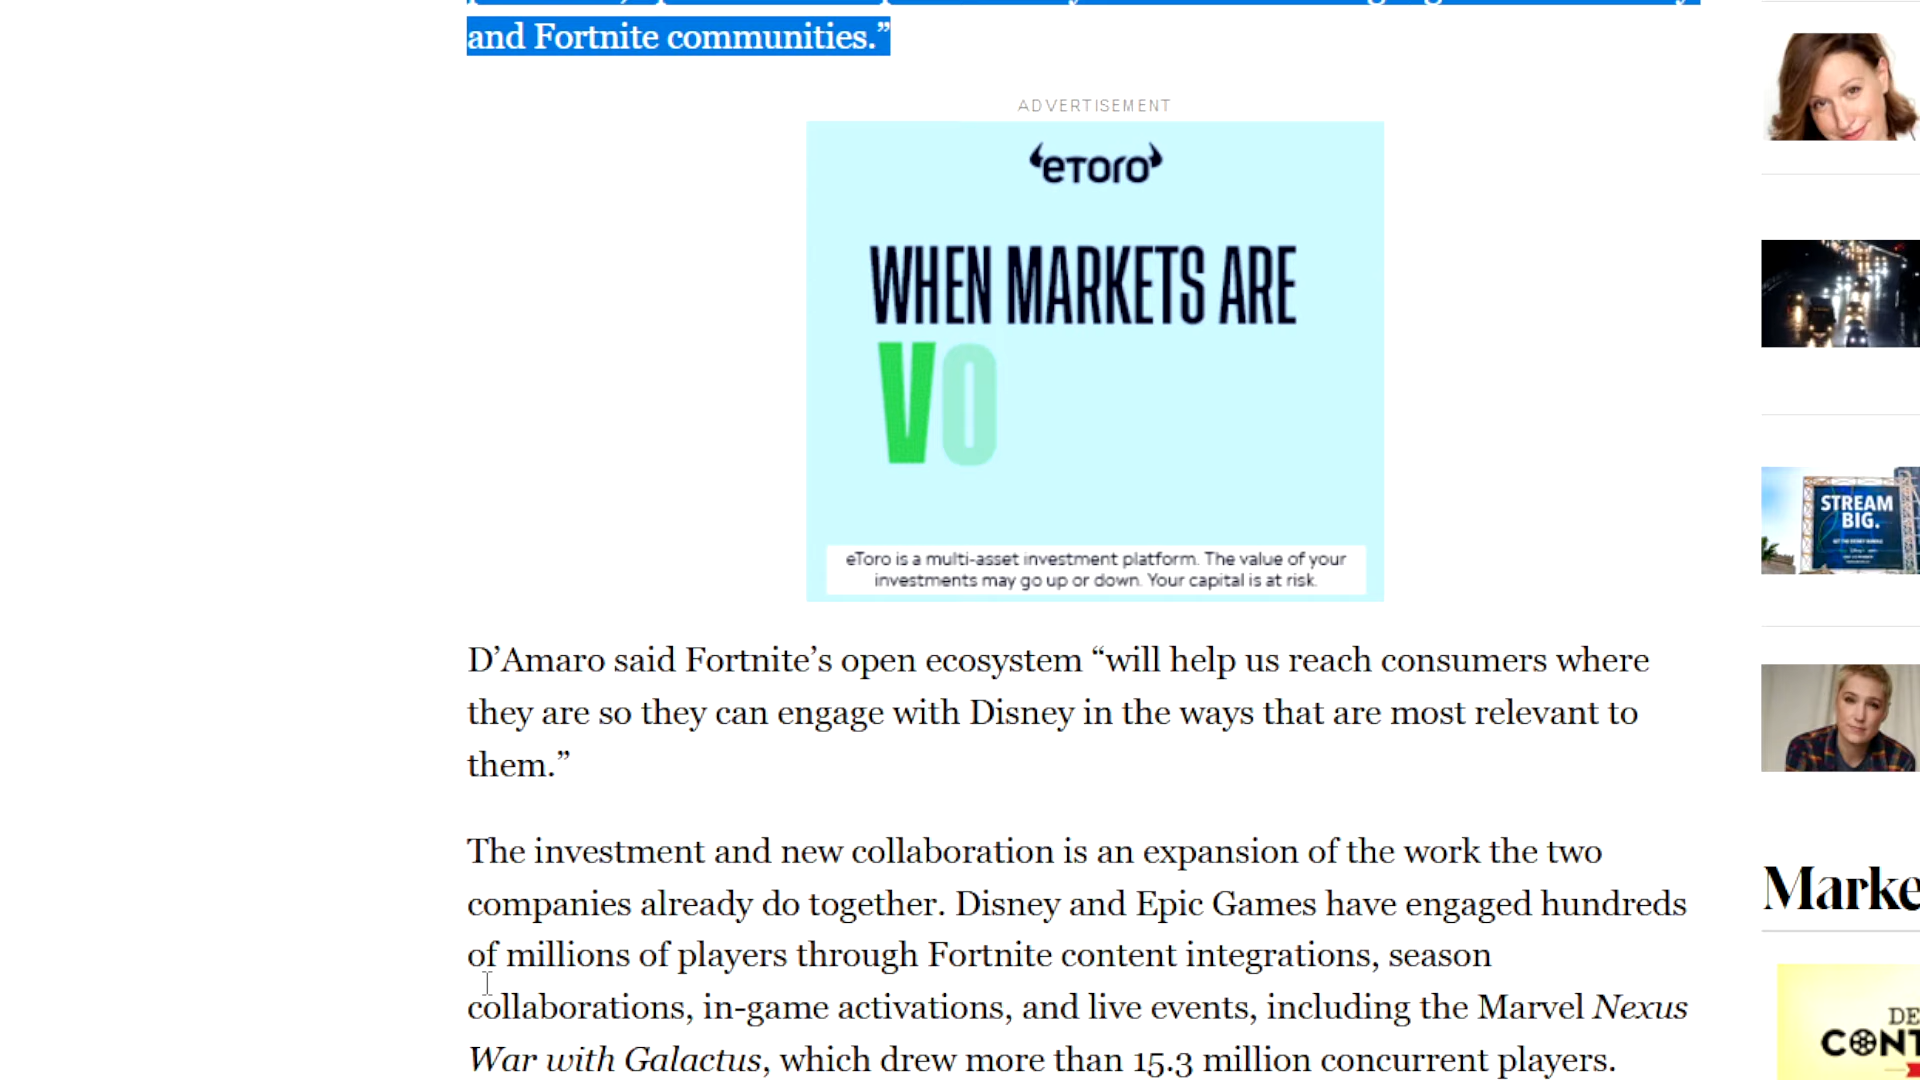 and Fortnite communities.”
ADVERTISEMENT
eTORO
WHEN MARKETS ARE
VO
eToro is a multi-asset investment platform. The value of your
investments may go up or down. Your capital is at risk.
D’Amaro said Fortnite’s open ecosystem “will help us reach consumers where
they are so they can engage with Disney in the ways that are most relevant to
them.”
The investment and new collaboration is an expansion of the work the two
companies already do together. Disney and Epic Games have engaged hundreds
of millions of players through Fortnite content integrations, season
collaborations, in-game activations, and live events, including the Marvel Nexus
War with Galactus, which drew more than 15.3 million concurrent players.
STREAM
BIG.
Marke
DE
CONT